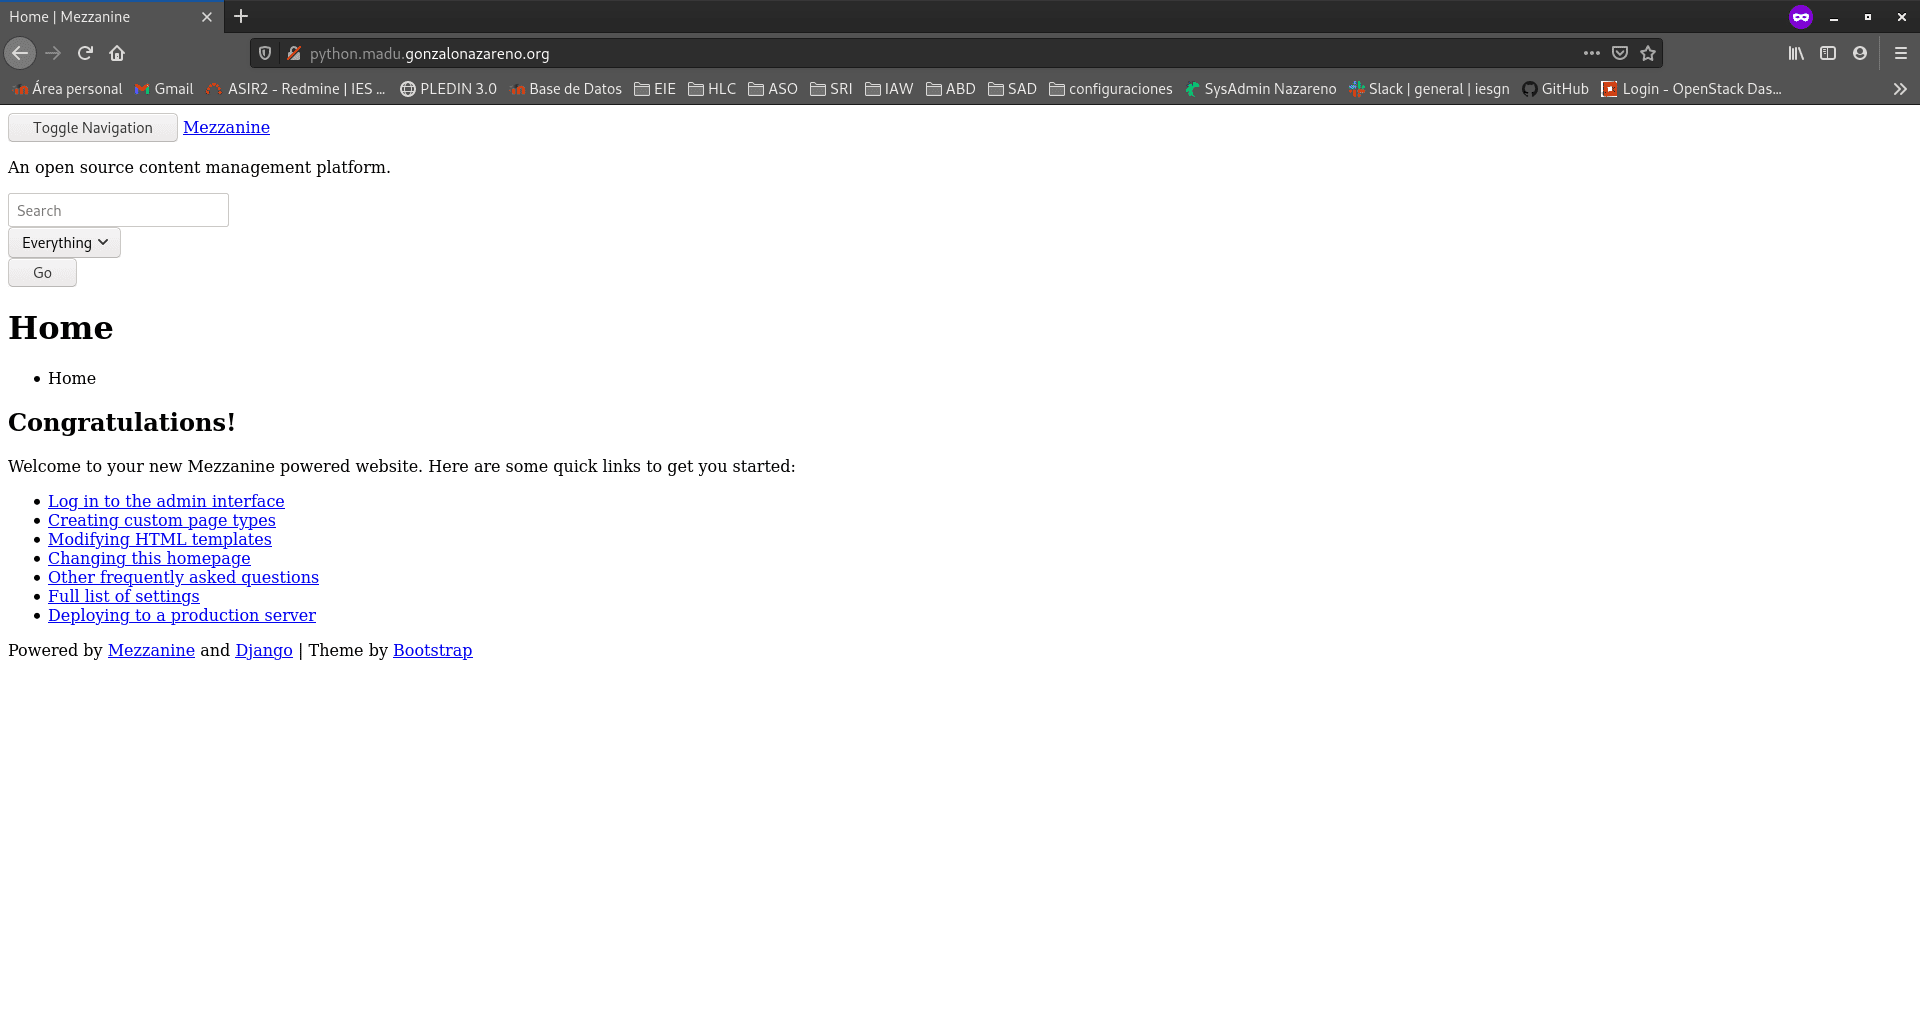 Home | Mezzanine
python.madu.gonzalonazareno.org
Área personal Gmail ASIR2 - Redmine | IES ... PLEDIN 3.0 Base de Datos EIE HLC ASO SRI IAW ABD SAD configuraciones SysAdmin Nazareno Slack | general | iesgn GitHub Login - OpenStack Das...
Toggle Navigation Mezzanine
An open source content management platform.
Search
Everything
Go
Home
Home
Congratulations!
Welcome to your new Mezzanine powered website. Here are some quick links to get you started:
Log in to the admin interface
Creating custom page types
Modifying HTML templates
Changing this homepage
Other frequently asked questions
Full list of settings
Deploying to a production server
Powered by Mezzanine and Django | Theme by Bootstrap